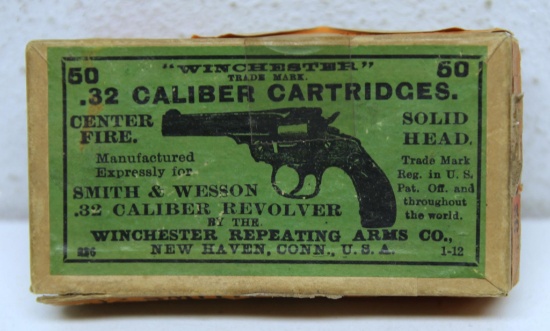 50 "WINCHESTER" 50
TRADE MARK.
.32 CALIBER CARTRIDGES.
CENTER FIRE.
SOLID HEAD.
Manufactured
Expressly for
Trade Mark
Reg. in U. S.
Pat. Off. and
throughout
the world.
SMITH & WESSON
.32 CALIBER REVOLVER
BY THE
WINCHESTER REPEATING ARMS CO.,
NEW HAVEN, CONN., U. S. A.
1-12